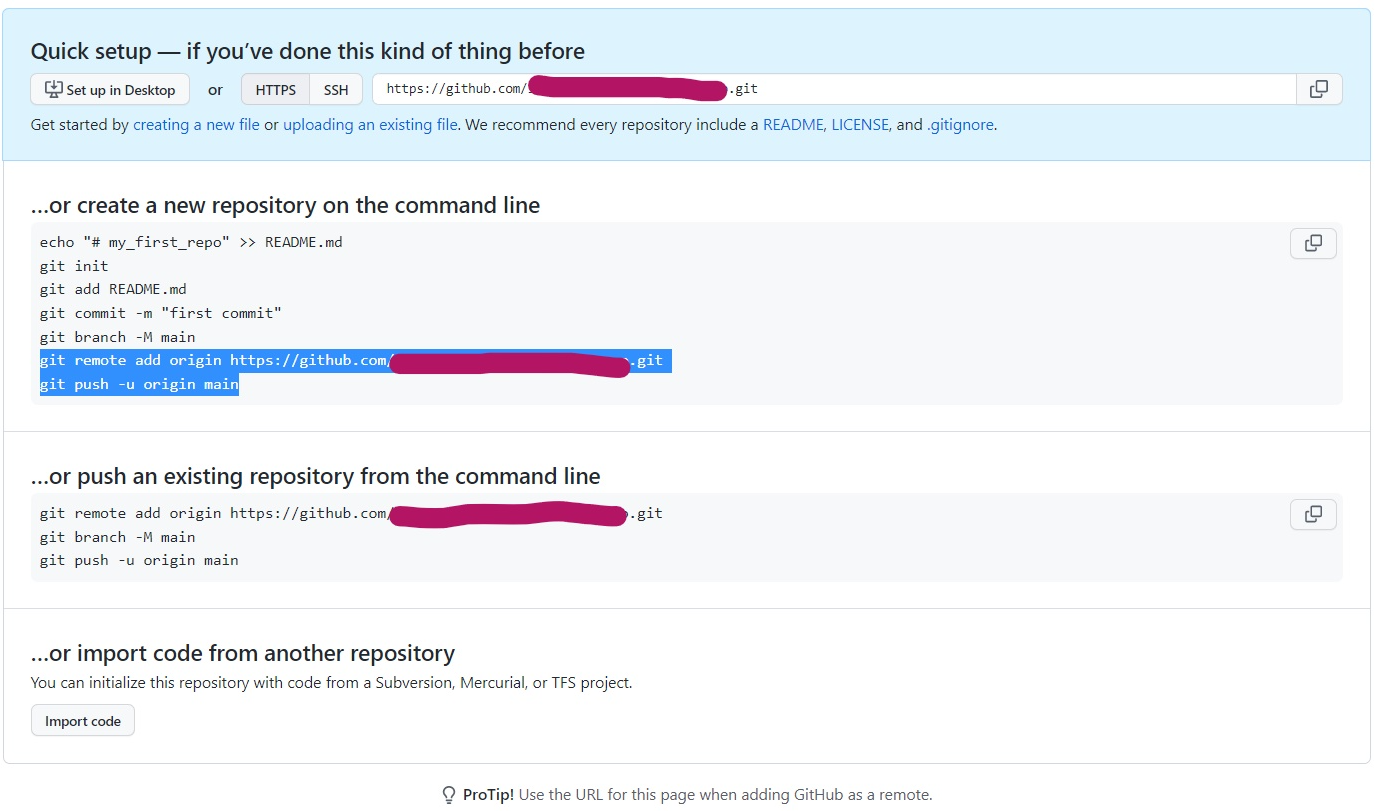 Quick setup — if you’ve done this kind of thing before
Set up in Desktop or HTTPS SSH https://github.com/ .git
Get started by creating a new file or uploading an existing file. We recommend every repository include a README, LICENSE, and .gitignore.
...or create a new repository on the command line
echo "# my_first_repo" >> README.md
git init
git add README.md
git commit -m "first commit"
git branch -M main
git remote add origin https://github.com/ .git
git push -u origin main
...or push an existing repository from the command line
git remote add origin https://github.com/ .git
git branch -M main
git push -u origin main
...or import code from another repository
You can initialize this repository with code from a Subversion, Mercurial, or TFS project.
Import code
ProTip! Use the URL for this page when adding GitHub as a remote.